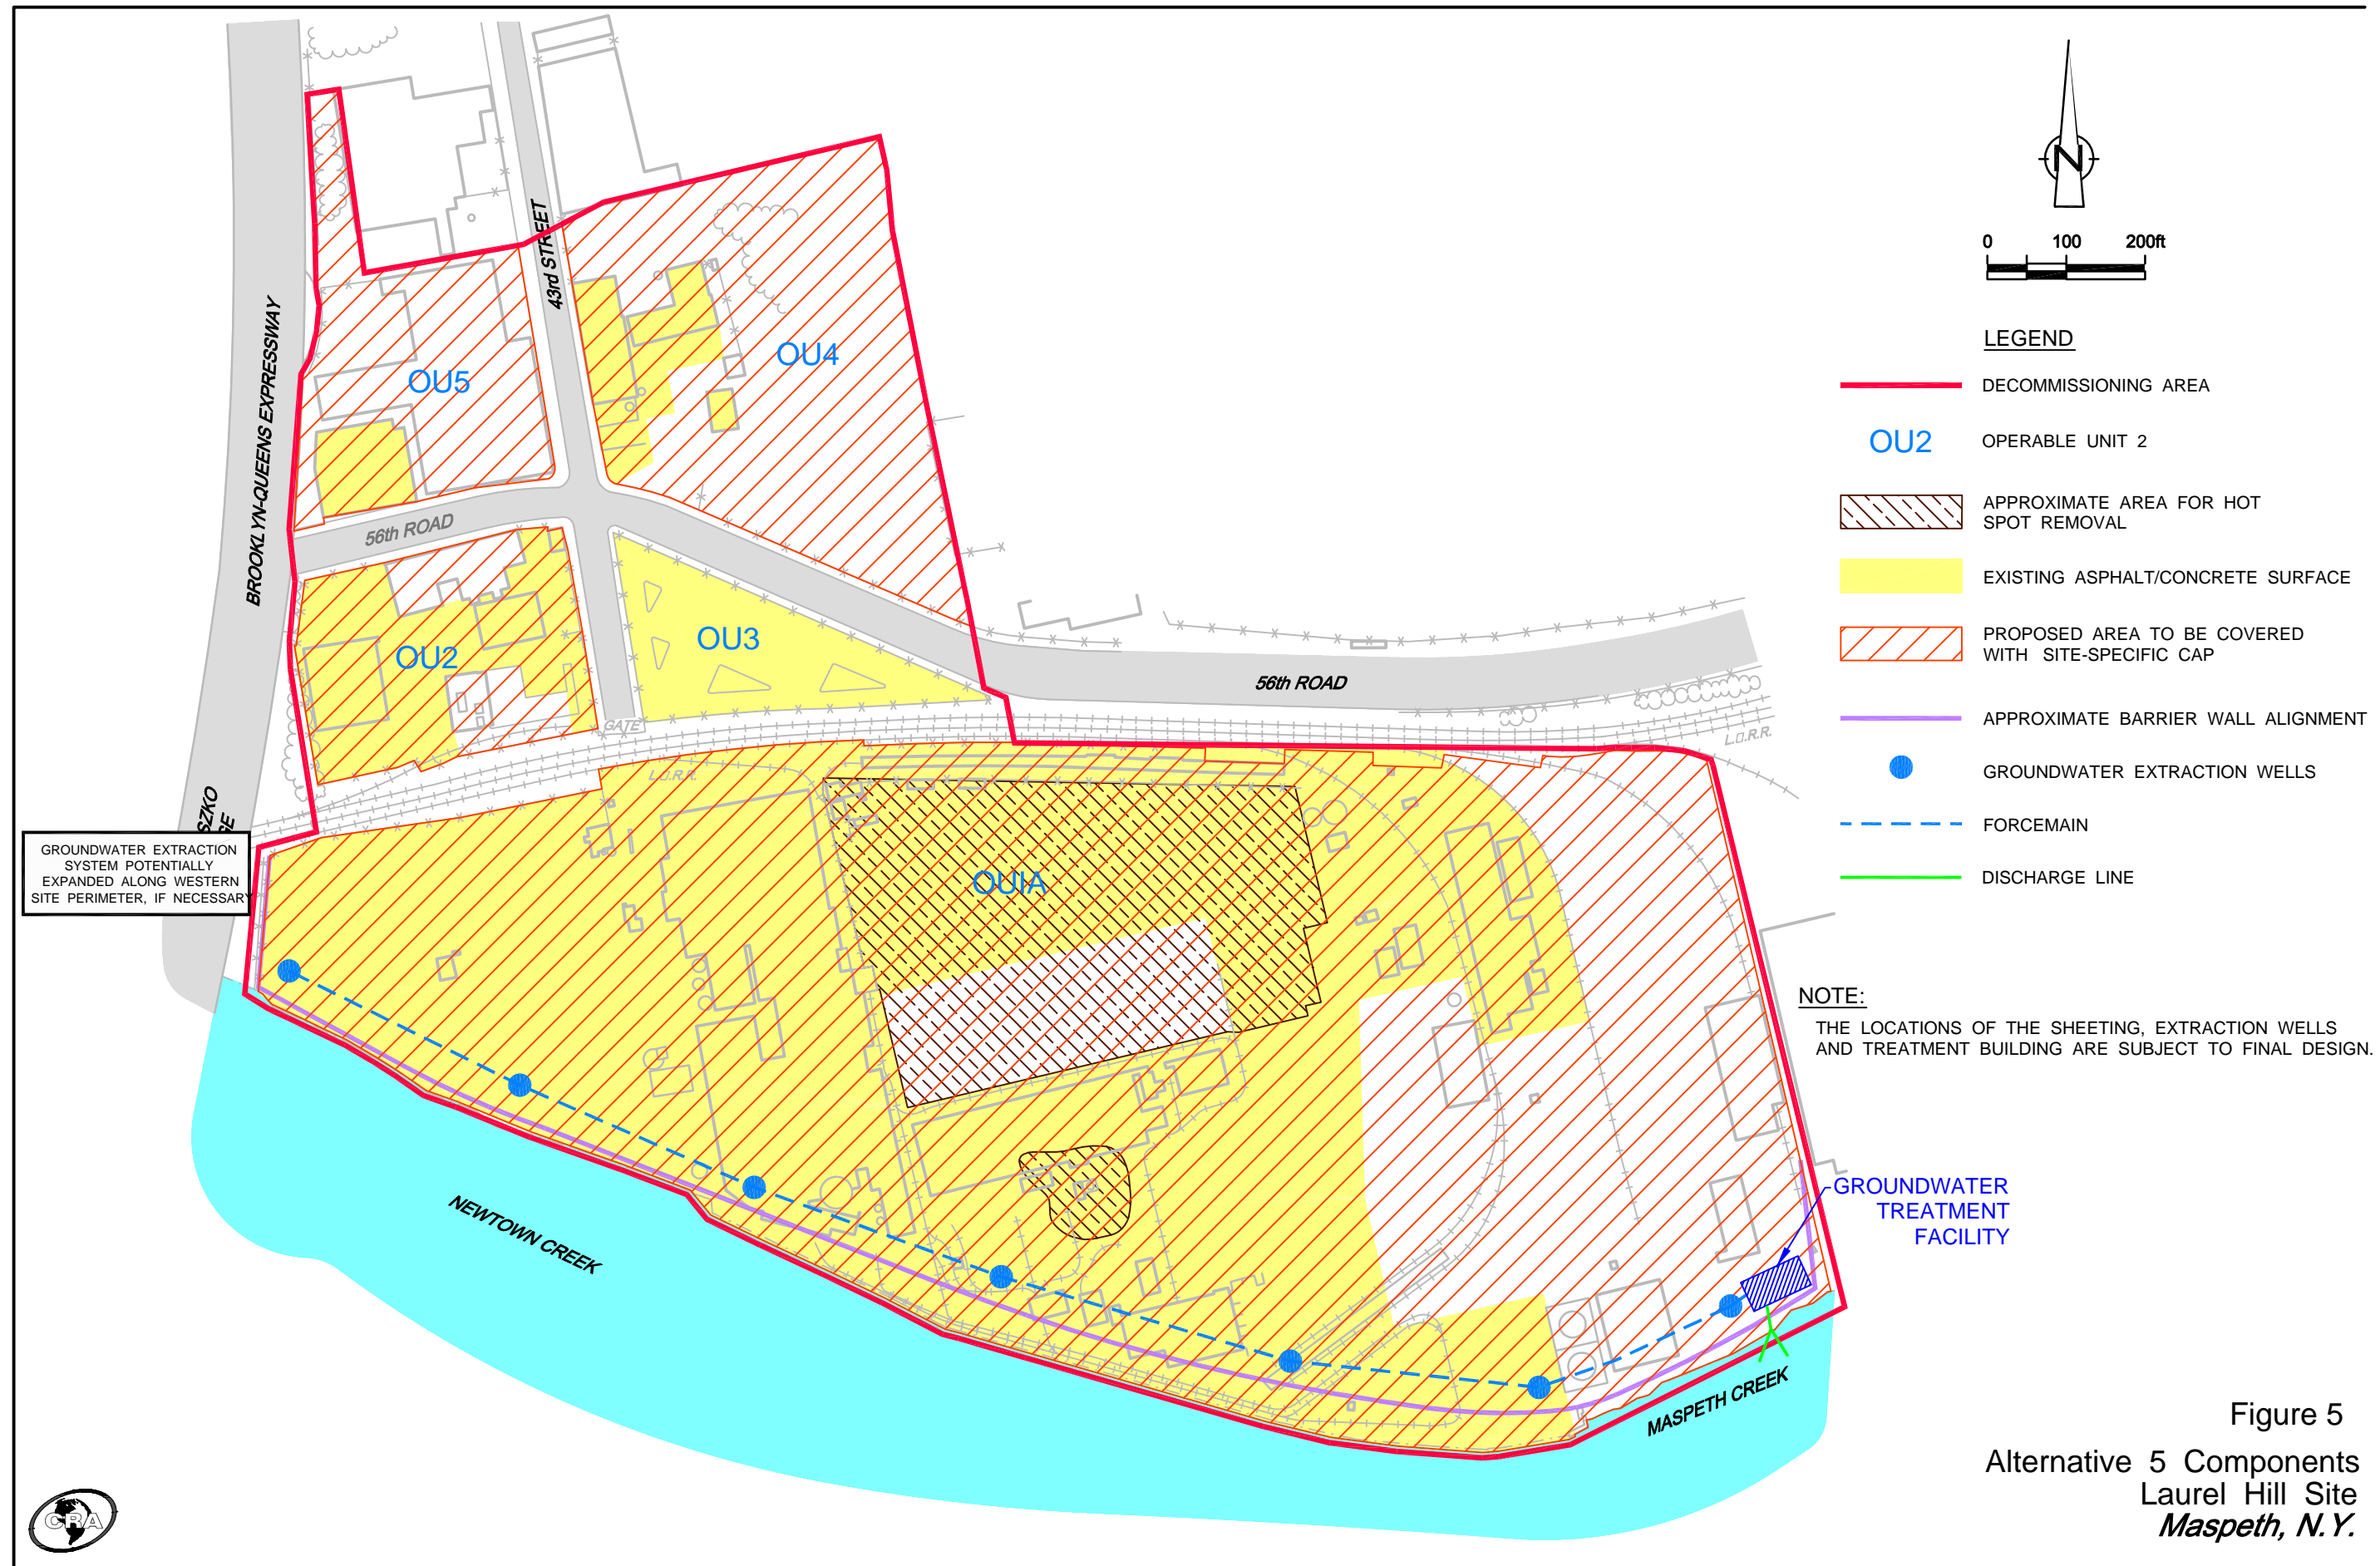 N
0 100 200ft
LEGEND
DECOMMISSIONING AREA
OU2 OPERABLE UNIT 2
APPROXIMATE AREA FOR HOT
SPOT REMOVAL
EXISTING ASPHALT/CONCRETE SURFACE
PROPOSED AREA TO BE COVERED
WITH SITE-SPECIFIC CAP
APPROXIMATE BARRIER WALL ALIGNMENT
GROUNDWATER EXTRACTION WELLS
FORCEMAIN
DISCHARGE LINE
NOTE:
THE LOCATIONS OF THE SHEETING, EXTRACTION WELLS
AND TREATMENT BUILDING ARE SUBJECT TO FINAL DESIGN.
43rd STREET
BROOKLYN-QUEENS EXPRESSWAY
OU4
OU5
56th ROAD
OU2
OU3
56th ROAD
GATE
L.O.R.R.
L.O.R.R.
SZKO
GE
GROUNDWATER EXTRACTION
SYSTEM POTENTIALLY
EXPANDED ALONG WESTERN
SITE PERIMETER, IF NECESSARY
OU1A
GROUNDWATER
TREATMENT
FACILITY
NEWTOWN CREEK
MASPETH CREEK
CRA
Figure 5
Alternative 5 Components
Laurel Hill Site
Maspeth, N.Y.